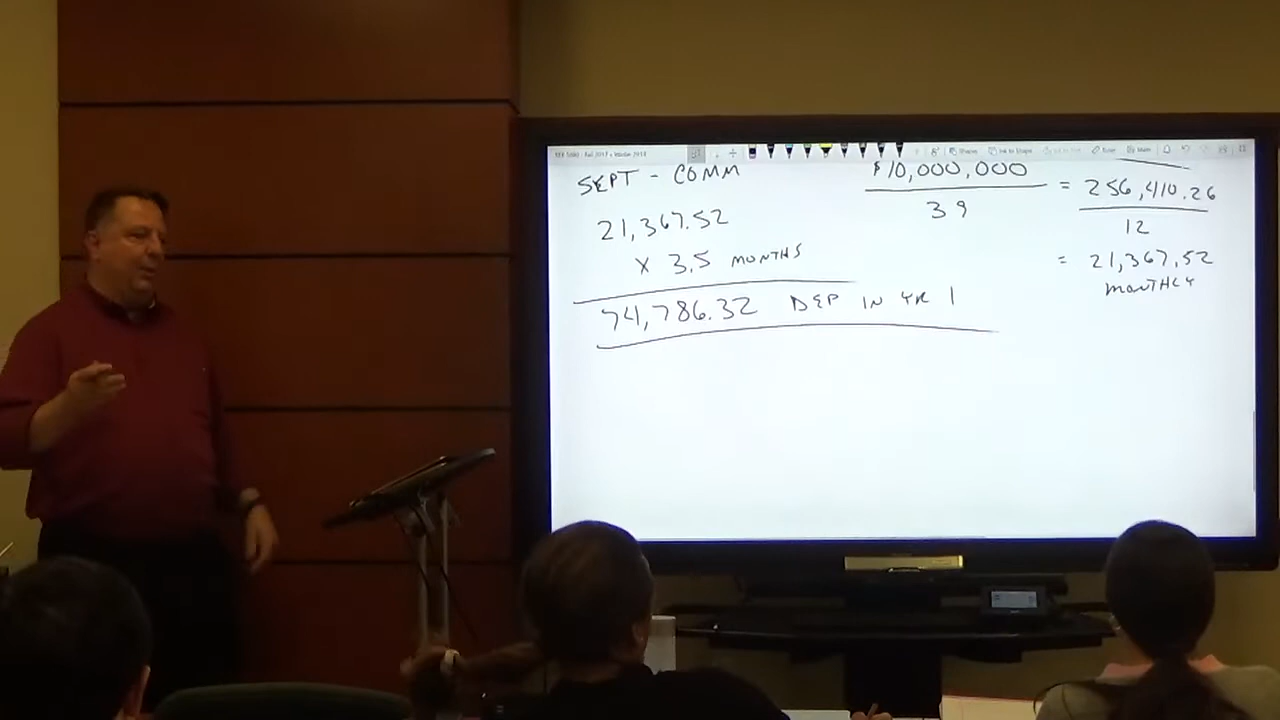 SEPT - COMM
21,367.52
X 3.5 MONTHS
74,786.32 DEP IN YR 1
$10,000,000
39
= 256,410.26
12
= 21,367.52
MONTHLY